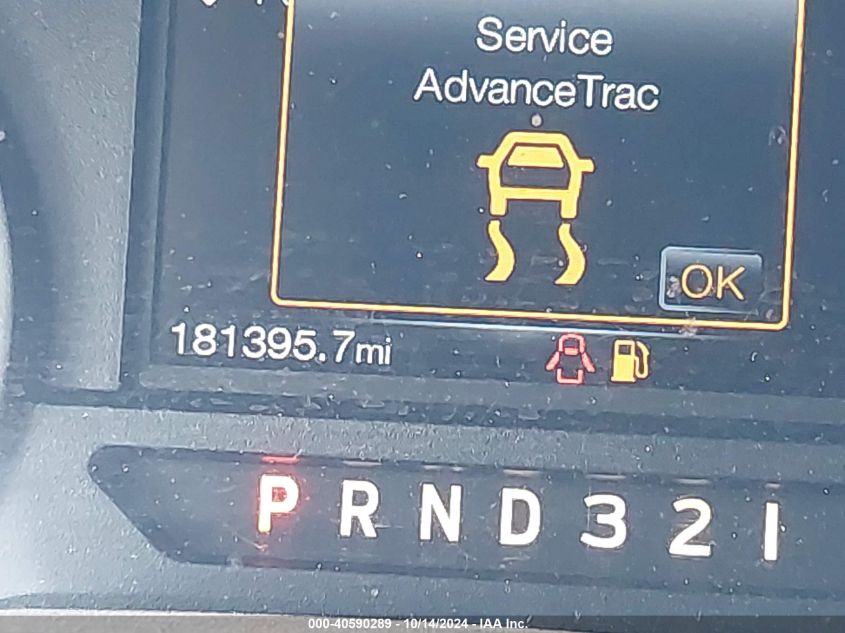 Service
AdvanceTrac
OK
181395.7mi
P R N D 3 2 1
000-40590289 - 10/14/2024 - IAA Inc.